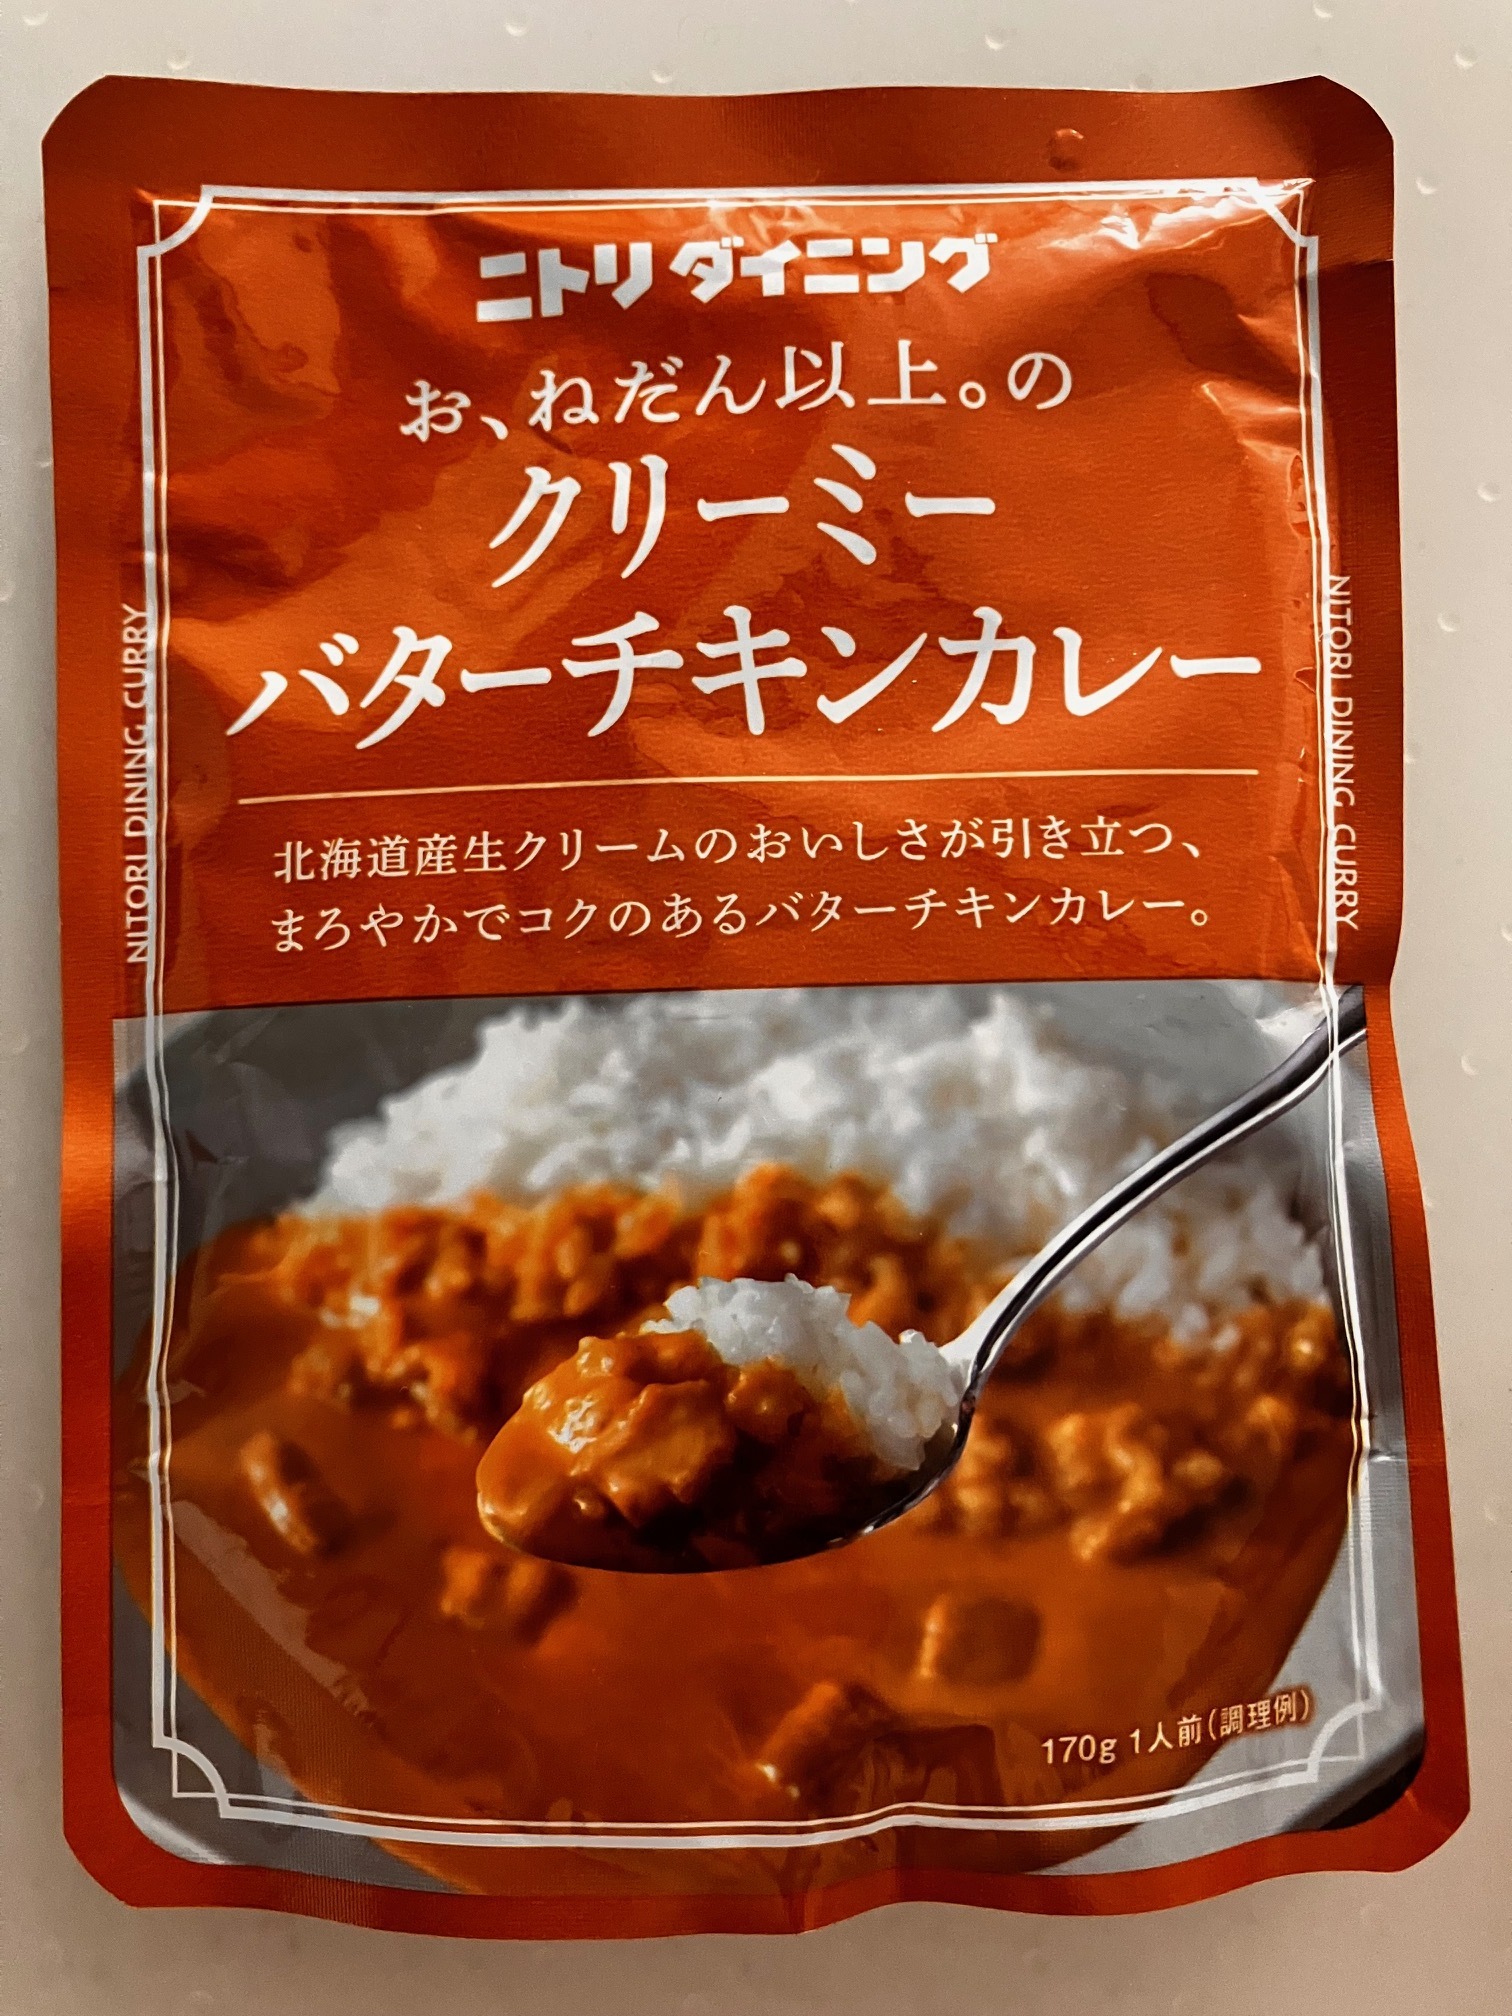 ニトリダイニング
お、ねだん以上。の
クリーミー
バターチキンカレー
北海道産生クリームのおいしさが引き立つ、
まろやかでコクのあるバターチキンカレー。
NITORI DINING CURRY
NITORI DINING CURRY
170g 1人前(調理例)